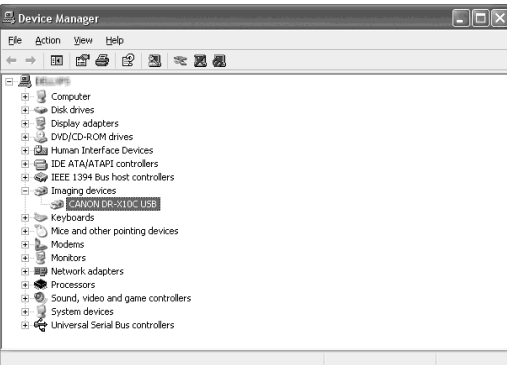 Device Manager
File Action View Help
Computer
Disk drives
Display adapters
DVD/CD-ROM drives
Human Interface Devices
IDE ATA/ATAPI controllers
IEEE 1394 Bus host controllers
Imaging devices
CANON DR-X10C USB
Keyboards
Mice and other pointing devices
Modems
Monitors
Network adapters
Processors
Sound, video and game controllers
System devices
Universal Serial Bus controllers